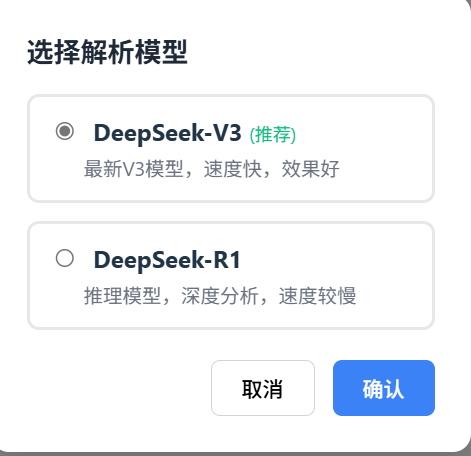 选择解析模型
DeepSeek-V3 (推荐)
最新V3模型，速度快，效果好
DeepSeek-R1
推理模型，深度分析，速度较慢
取消
确认